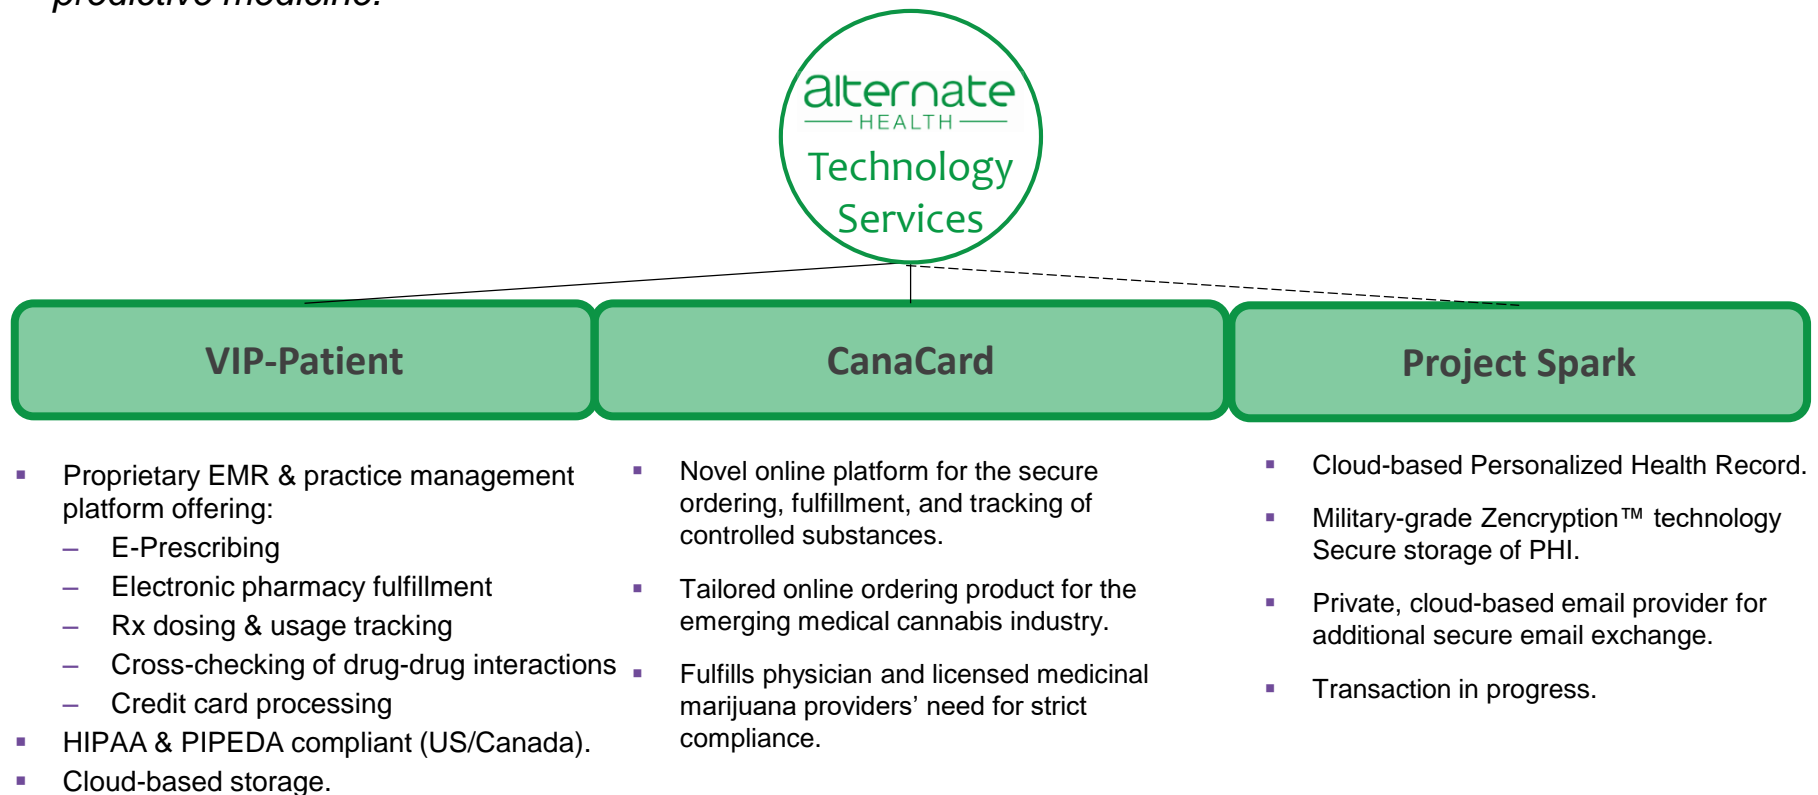 predictive medicine.
alternate
HEALTH
Technology
Services
VIP-Patient
CanaCard
Project Spark
▪ Proprietary EMR & practice management
platform offering:
– E-Prescribing
– Electronic pharmacy fulfillment
– Rx dosing & usage tracking
– Cross-checking of drug-drug interactions
– Credit card processing
▪ HIPAA & PIPEDA compliant (US/Canada).
▪ Cloud-based storage.
▪ Novel online platform for the secure
ordering, fulfillment, and tracking of
controlled substances.
▪ Tailored online ordering product for the
emerging medical cannabis industry.
▪ Fulfills physician and licensed medicinal
marijuana providers’ need for strict
compliance.
▪ Cloud-based Personalized Health Record.
▪ Military-grade Zencryption™ technology
Secure storage of PHI.
▪ Private, cloud-based email provider for
additional secure email exchange.
▪ Transaction in progress.